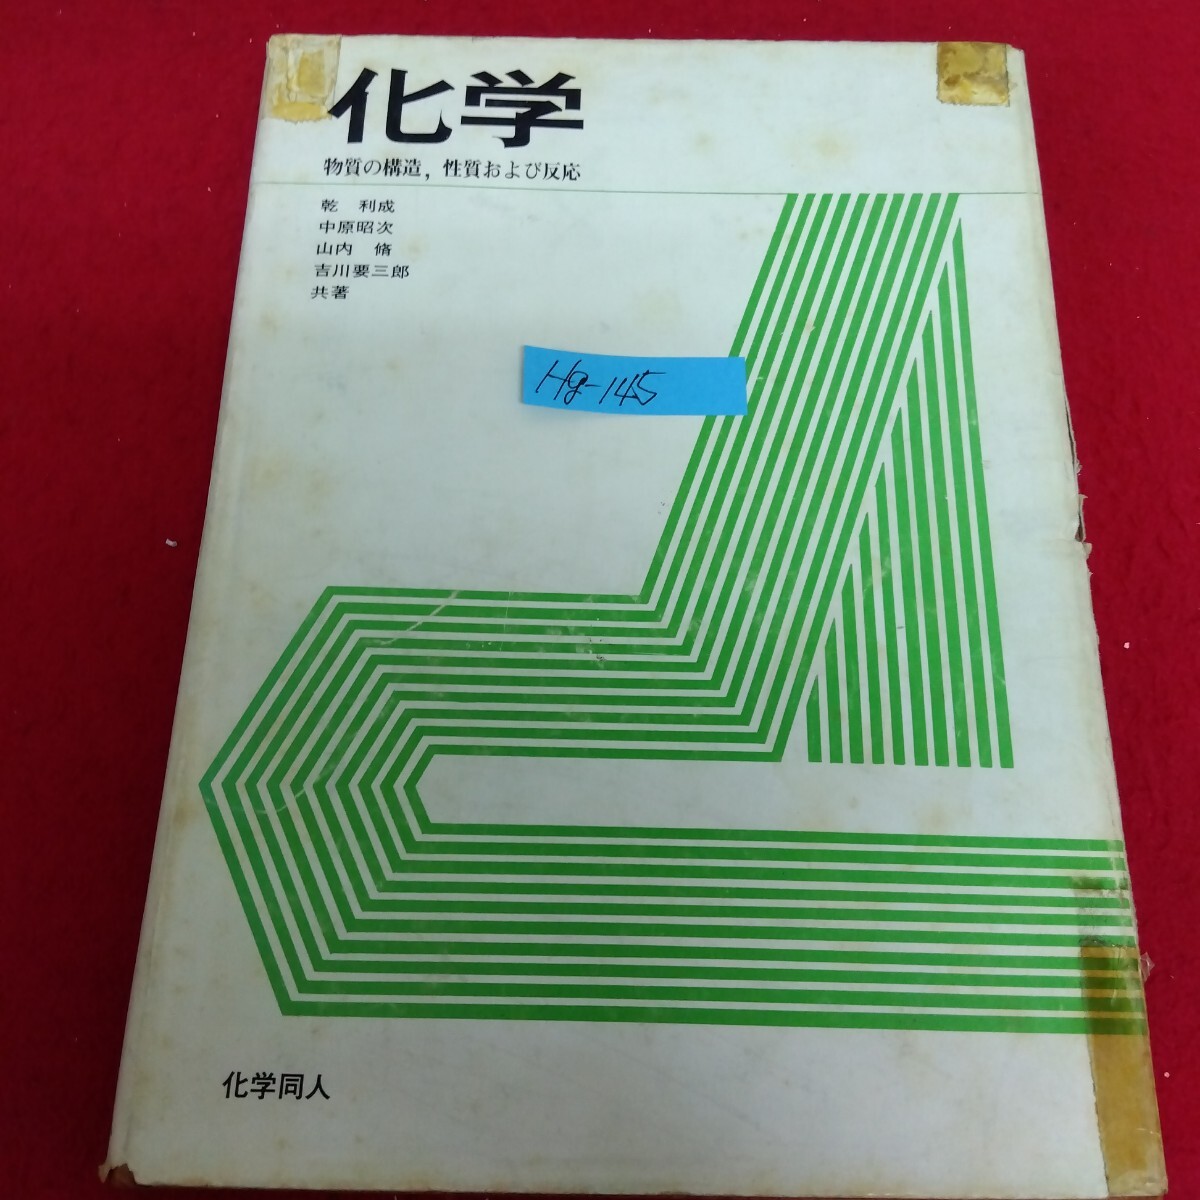 化学
物質の構造，性質および反応
乾　利成
中原昭次
山内　脩
吉川要三郎
共著
Hg-145
化学同人